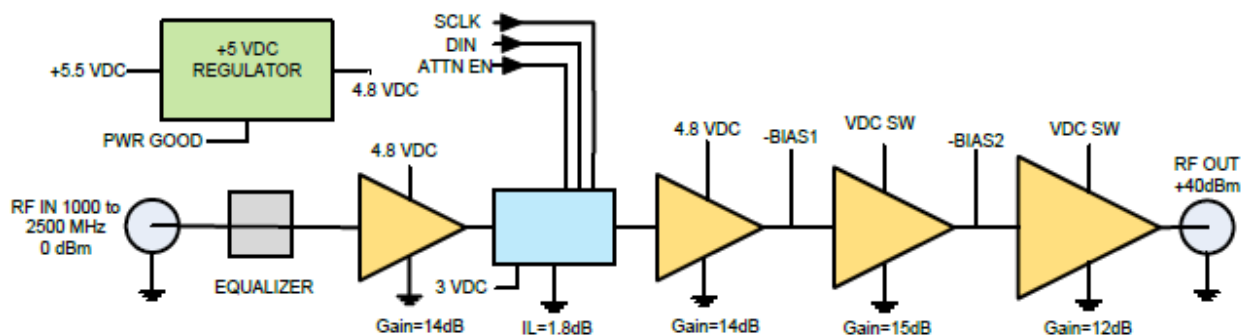 SCLK
DIN
ATTN EN
+5 VDC
REGULATOR
+5.5 VDC
4.8 VDC
PWR GOOD
4.8 VDC
4.8 VDC
-BIAS1
VDC SW
-BIAS2
VDC SW
RF OUT
+40dBm
RF IN 1000 to
2500 MHz
0 dBm
EQUALIZER
3 VDC
Gain=14dB
IL=1.8dB
Gain=14dB
Gain=15dB
Gain=12dB